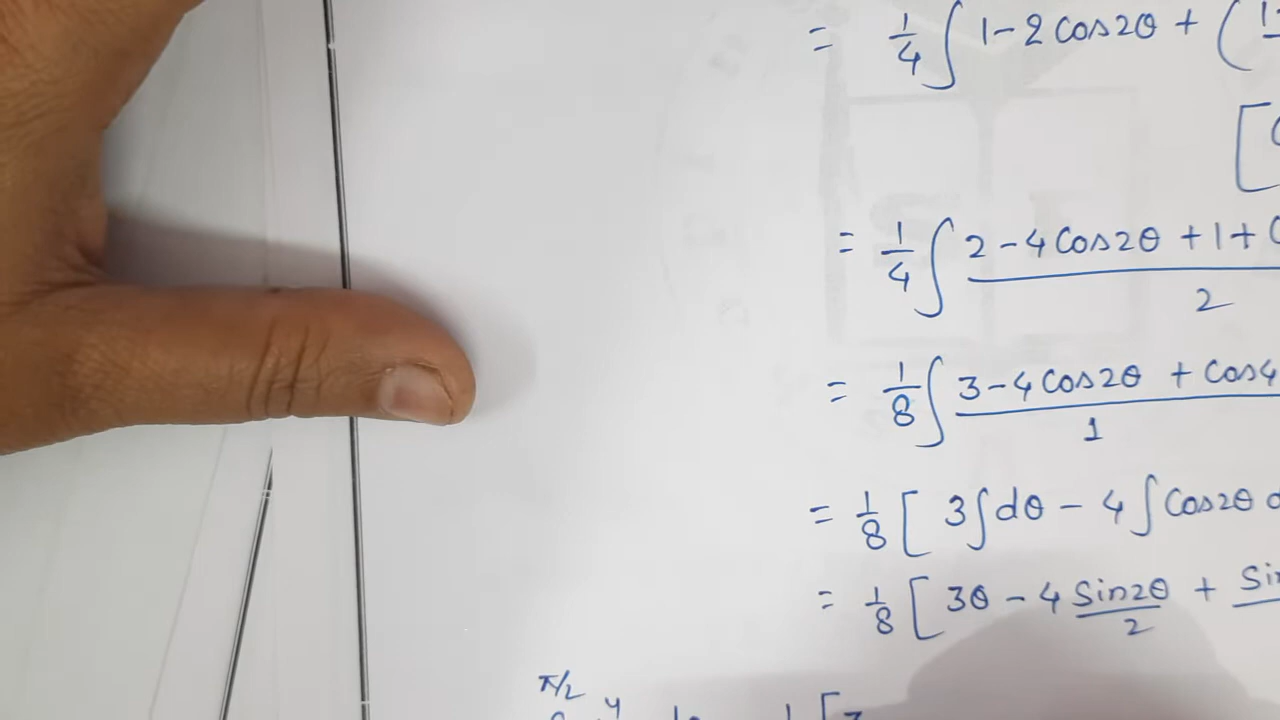 = 1/4 ∫ 1-2 Cos2θ + (
[
= 1/4 ∫ 2-4 Cos2θ + 1 + / 2
= 1/8 ∫ 3-4 Cos2θ + Cos4 / 1
= 1/8 [ 3∫dθ - 4 ∫ Cos2θ d
= 1/8 [ 3θ - 4 Sin2θ/2 + Sin
π/2